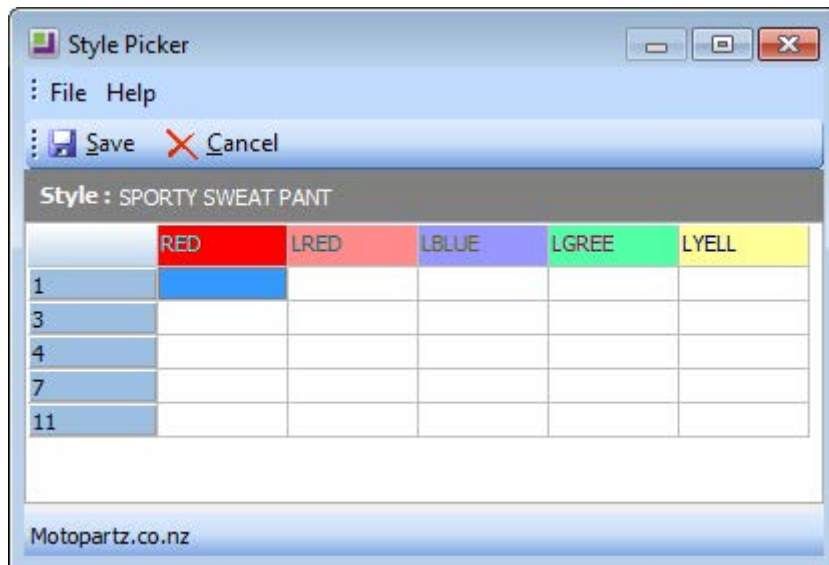 Style Picker
File Help
Save Cancel
Style : SPORTY SWEAT PANT
RED LRED LBLUE LGREE LYELL
1
3
4
7
11
Motopartz.co.nz